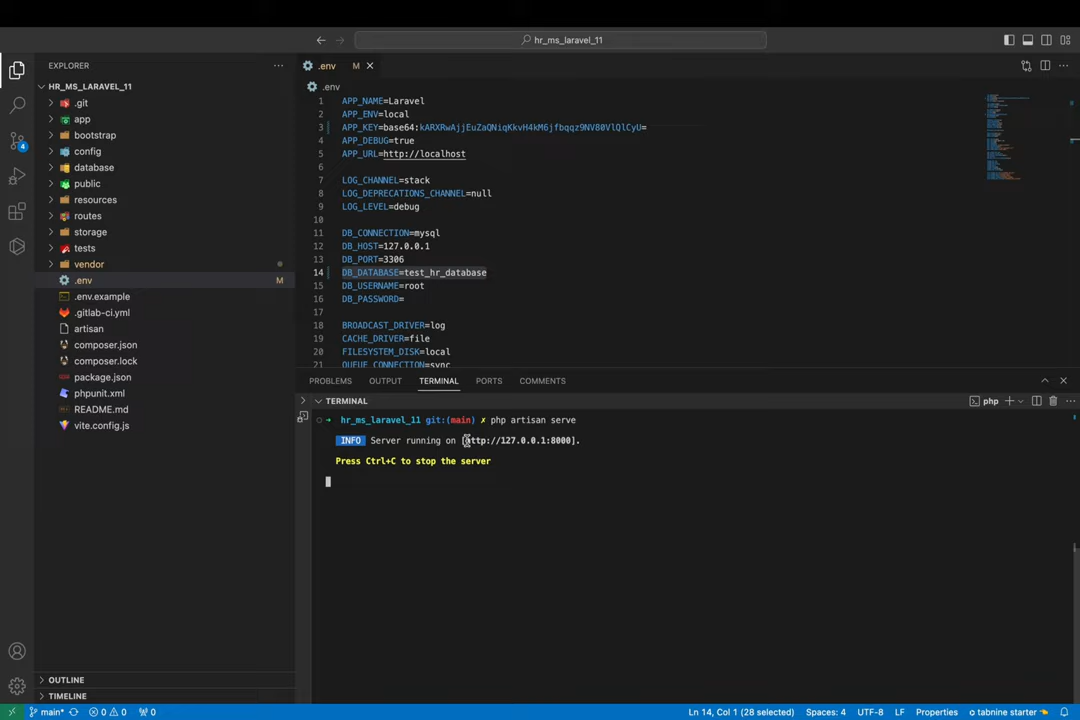 hr_ms_laravel_11
EXPLORER
.env M
HR_MS_LARAVEL_11
.env
.git
app
bootstrap
config
database
public
resources
routes
storage
tests
vendor
.env M
.env.example
.gitlab-ci.yml
artisan
composer.json
composer.lock
package.json
phpunit.xml
README.md
vite.config.js
OUTLINE
TIMELINE
1 APP_NAME=Laravel
2 APP_ENV=local
3 APP_KEY=base64:kARXRwAjjEuZaQNiqKkvH4kM6jfbqqz9NV80VlQlCyU=
4 APP_DEBUG=true
5 APP_URL=http://localhost
6
7 LOG_CHANNEL=stack
8 LOG_DEPRECATIONS_CHANNEL=null
9 LOG_LEVEL=debug
10
11 DB_CONNECTION=mysql
12 DB_HOST=127.0.0.1
13 DB_PORT=3306
14 DB_DATABASE=test_hr_database
15 DB_USERNAME=root
16 DB_PASSWORD=
17
18 BROADCAST_DRIVER=log
19 CACHE_DRIVER=file
20 FILESYSTEM_DISK=local
21 QUEUE_CONNECTION=sync
PROBLEMS OUTPUT TERMINAL PORTS COMMENTS
TERMINAL php
hr_ms_laravel_11 git:(main) ✗ php artisan serve
INFO Server running on [http://127.0.0.1:8000].
Press Ctrl+C to stop the server
4
main* 0 0 0 Ln 14, Col 1 (28 selected) Spaces: 4 UTF-8 LF Properties tabnine starter